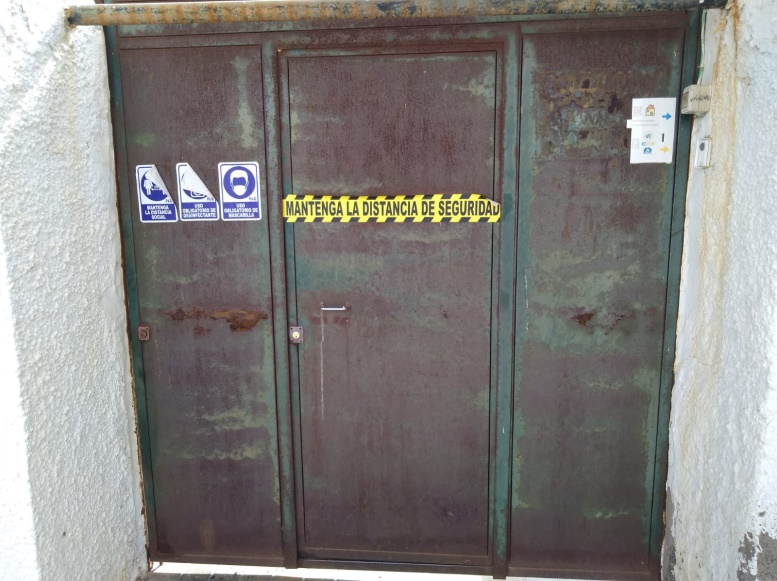 MANTENGA
LA DISTANCIA
SOCIAL
USO
OBLIGATORIO DE
DESINFECTANTE
USO
OBLIGATORIO DE
MASCARILLA
MANTENGA LA DISTANCIA DE SEGURIDAD